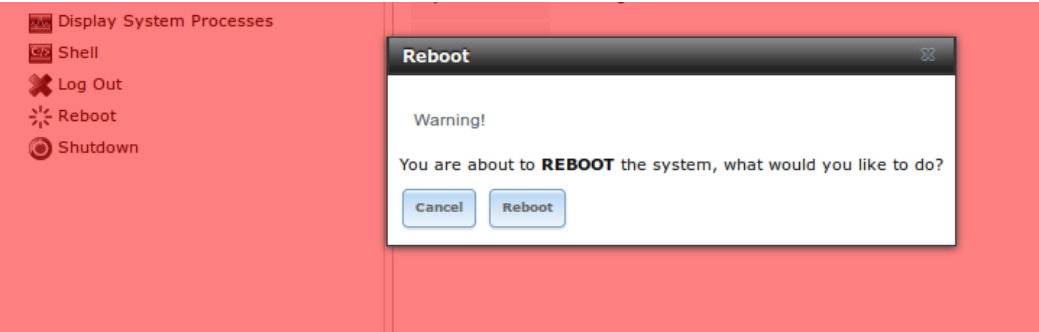 Display System Processes
Shell
Log Out
Reboot
Shutdown
Reboot
Warning!
You are about to REBOOT the system, what would you like to do?
Cancel
Reboot